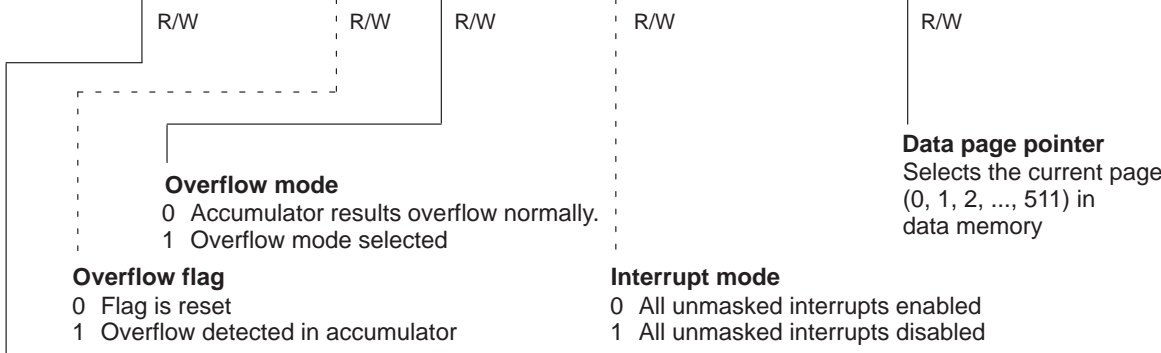 R/W R/W R/W R/W R/W
Data page pointer
Selects the current page
(0, 1, 2, ..., 511) in
data memory
Overflow mode
0 Accumulator results overflow normally.
1 Overflow mode selected
Overflow flag
0 Flag is reset
1 Overflow detected in accumulator
Interrupt mode
0 All unmasked interrupts enabled
1 All unmasked interrupts disabled